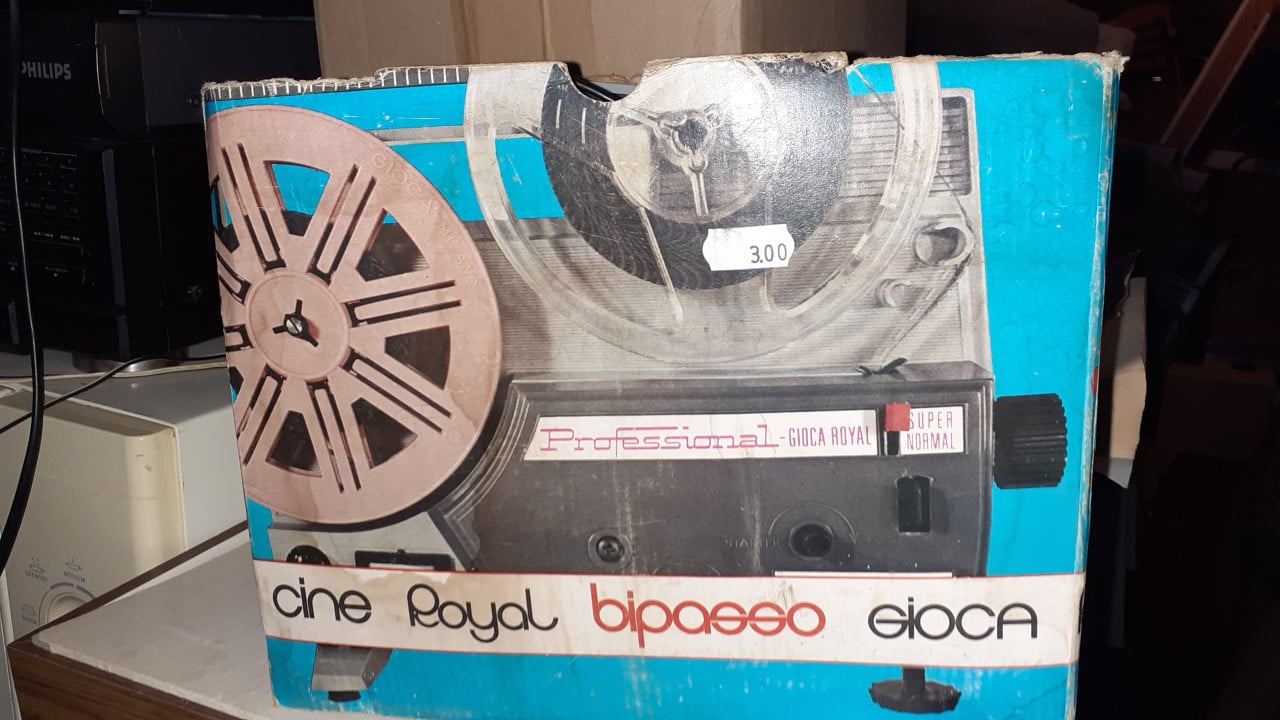 PHILIPS
3.00
Professional - GIOCA ROYAL
SUPER
NORMAL
cine Royal bipasso GIOCA